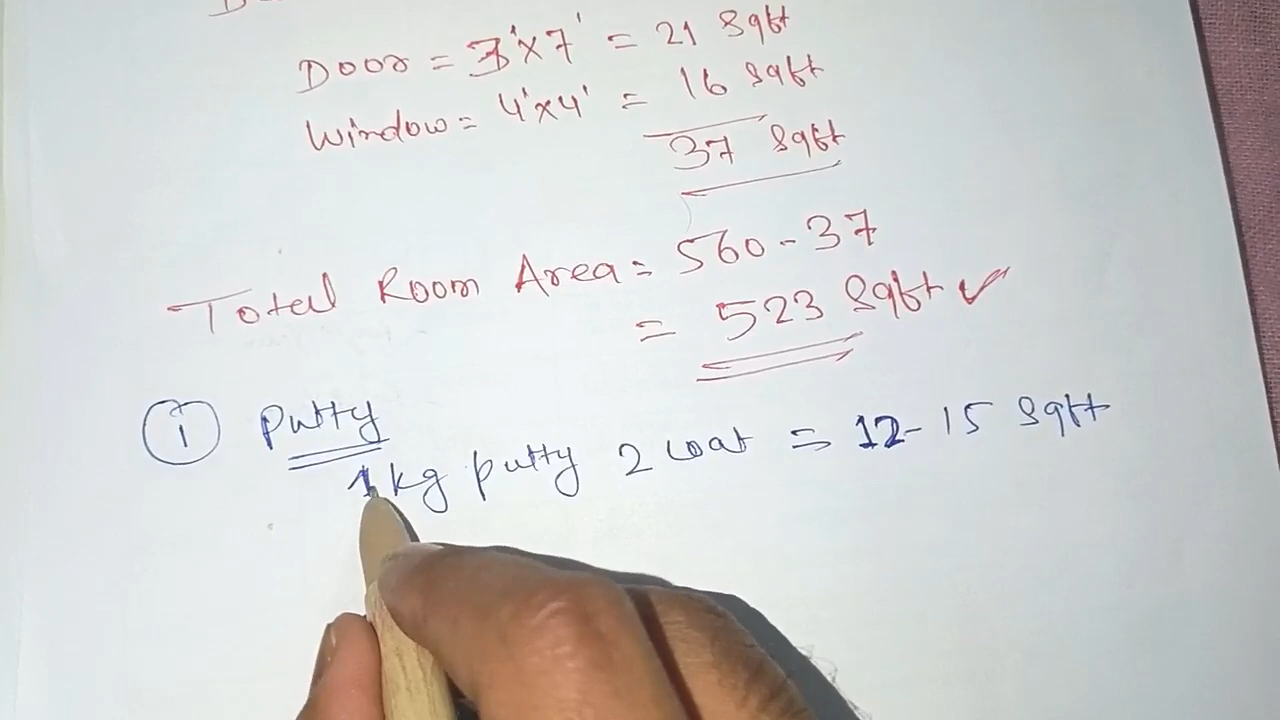 Door = 3'x7' = 21 Sqft
Window = 4'x4' = 16 Sqft
37 Sqft
Total Room Area = 560-37
= 523 Sqft ✓
(i) Putty
1kg putty 2 coat = 12-15 Sqft